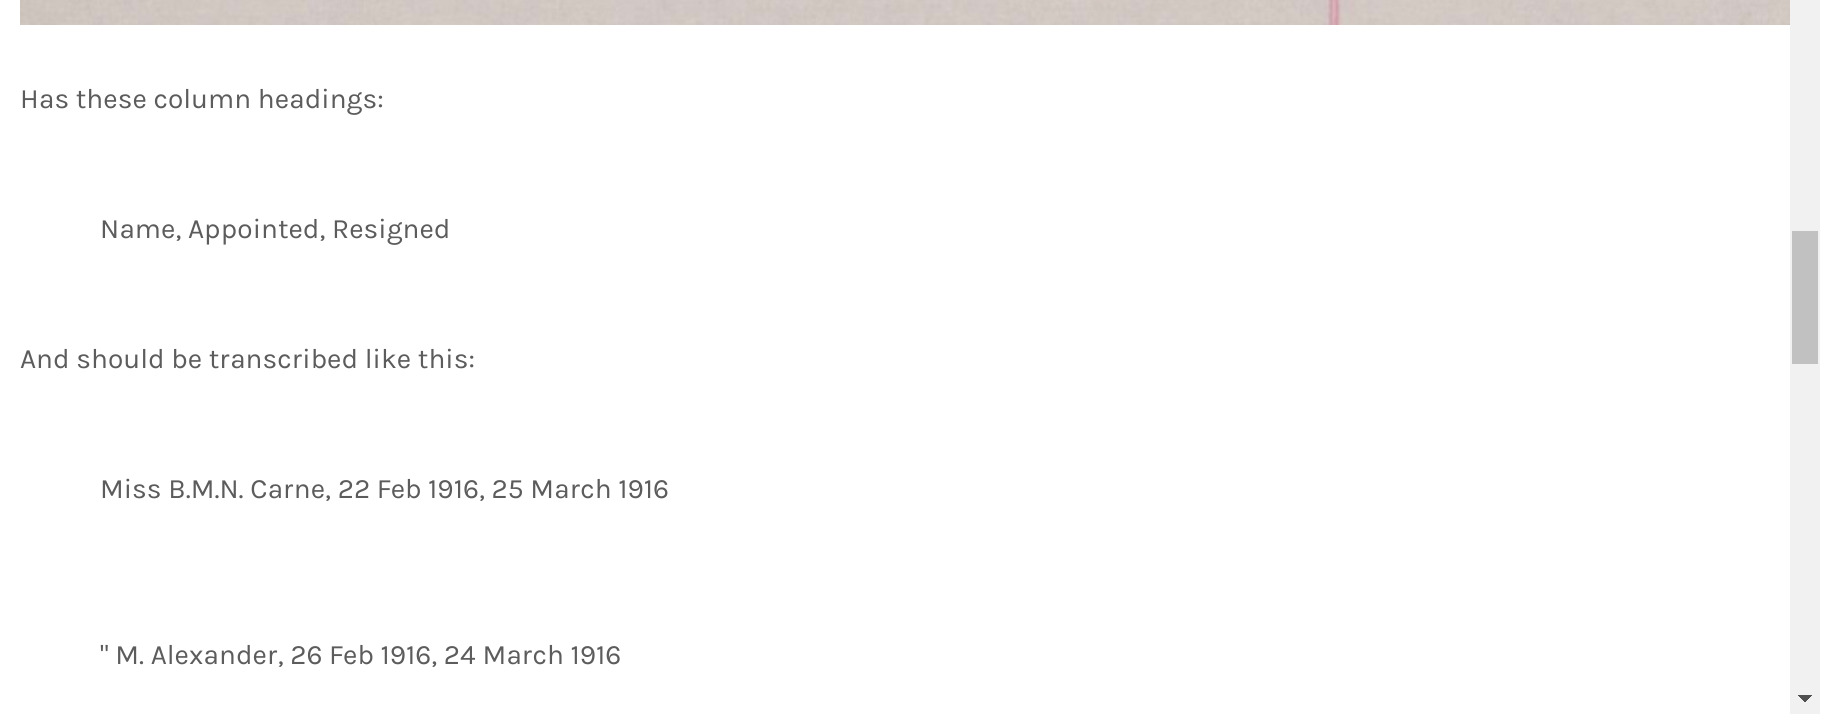 Has these column headings:
Name, Appointed, Resigned
And should be transcribed like this:
Miss B.M.N. Carne, 22 Feb 1916, 25 March 1916
" M. Alexander, 26 Feb 1916, 24 March 1916